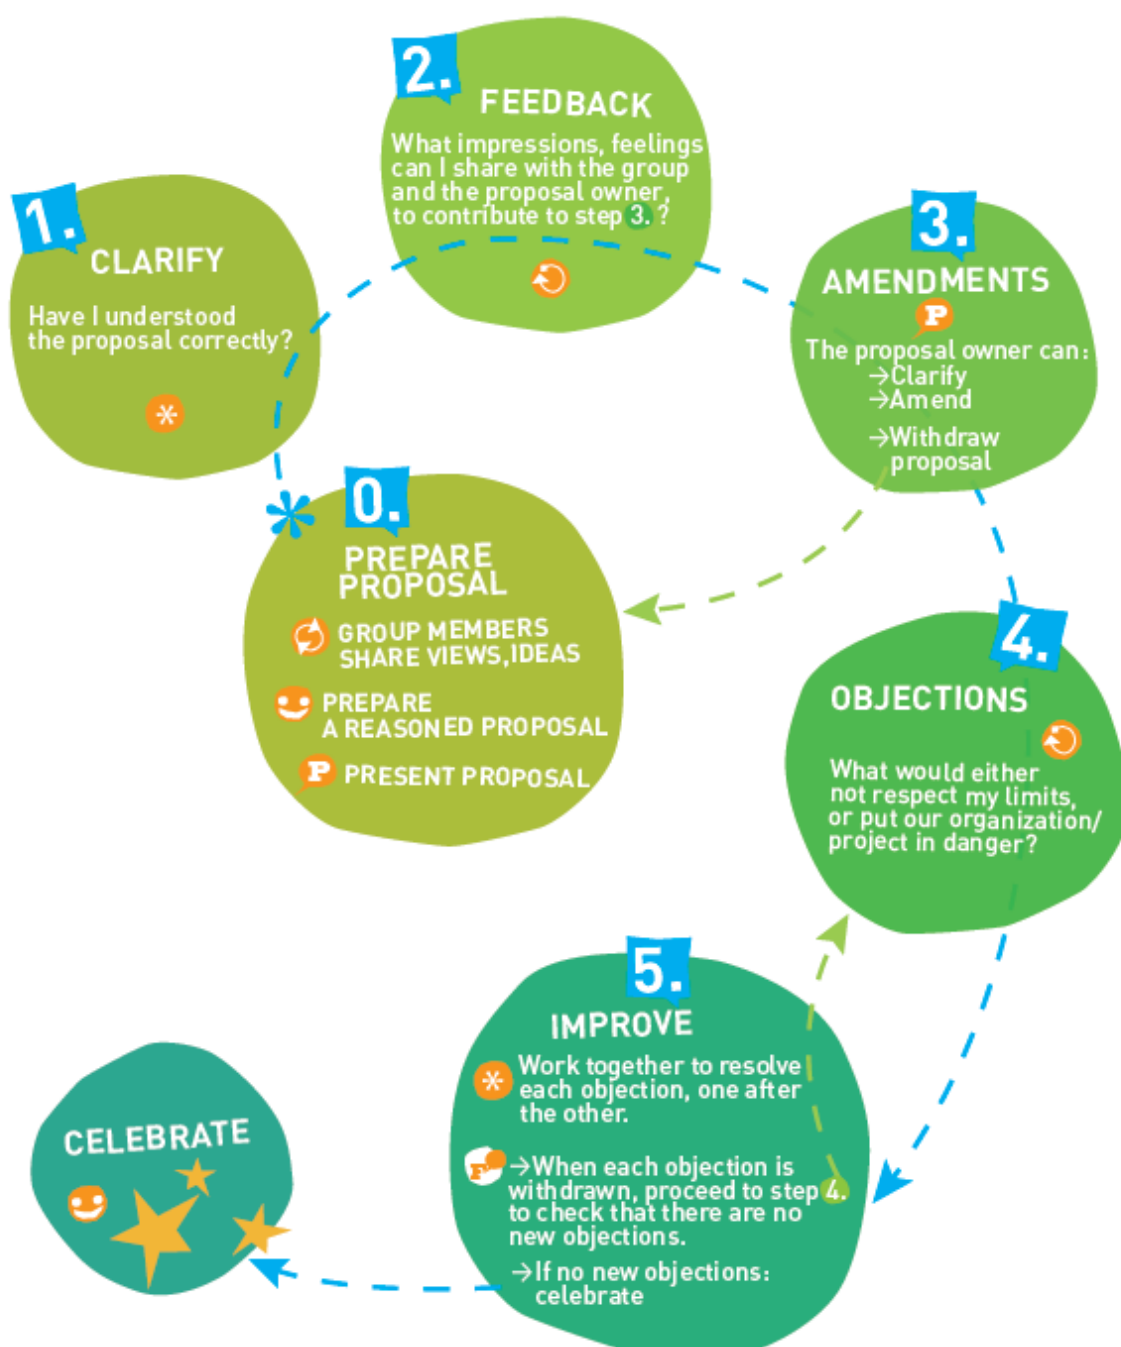 0.
PREPARE
PROPOSAL
GROUP MEMBERS
SHARE VIEWS, IDEAS
PREPARE
A REASONED PROPOSAL
P PRESENT PROPOSAL
1.
CLARIFY
Have I understood
the proposal correctly?
*
2.
FEEDBACK
What impressions, feelings
can I share with the group
and the proposal owner,
to contribute to step 3. ?
3.
AMENDMENTS
P
The proposal owner can:
→Clarify
→Amend
→Withdraw
proposal
4.
OBJECTIONS
What would either
not respect my limits,
or put our organization/
project in danger?
5.
IMPROVE
* Work together to resolve
each objection, one after
the other.
P →When each objection is
withdrawn, proceed to step 4.
to check that there are no
new objections.
→If no new objections:
celebrate
CELEBRATE